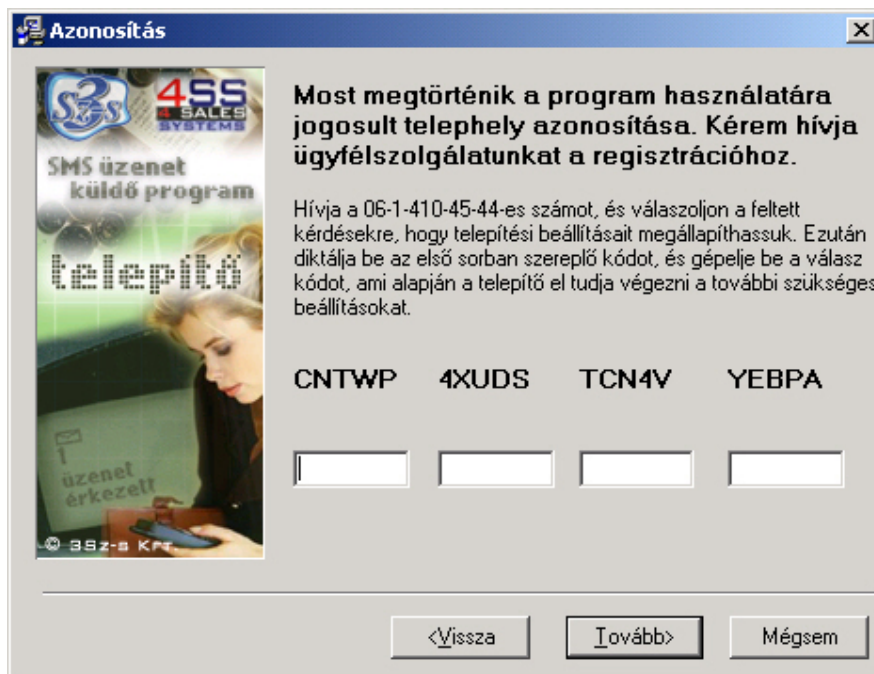 Azonosítás
3
SzS
4SS
4 SALES
SYSTEMS
SMS üzenet
küldő program
telepítő
1
üzenet
érkezett
© 3Sz-s Kft.
Most megtörténik a program használatára
jogosult telephely azonosítása. Kérem hívja
ügyfélszolgálatunkat a regisztrációhoz.
Hívja a 06-1-410-45-44-es számot, és válaszoljon a feltett
kérdésekre, hogy telepítési beállításait megállapíthassuk. Ezután
diktálja be az első sorban szereplő kódot, és gépelje be a válasz
kódot, ami alapján a telepítő el tudja végezni a további szükséges
beállításokat.
CNTWP 4XUDS TCN4V YEBPA
<Vissza Tovább> Mégsem